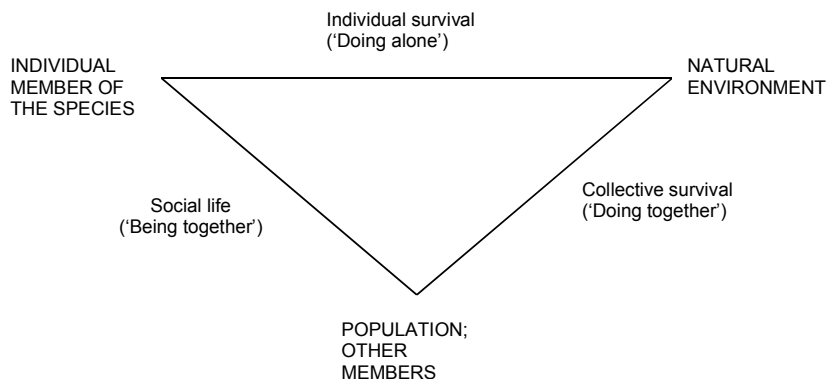 Individual survival
(‘Doing alone’)
INDIVIDUAL
MEMBER OF
THE SPECIES
NATURAL
ENVIRONMENT
Social life
(‘Being together’)
Collective survival
(‘Doing together’)
POPULATION;
OTHER
MEMBERS